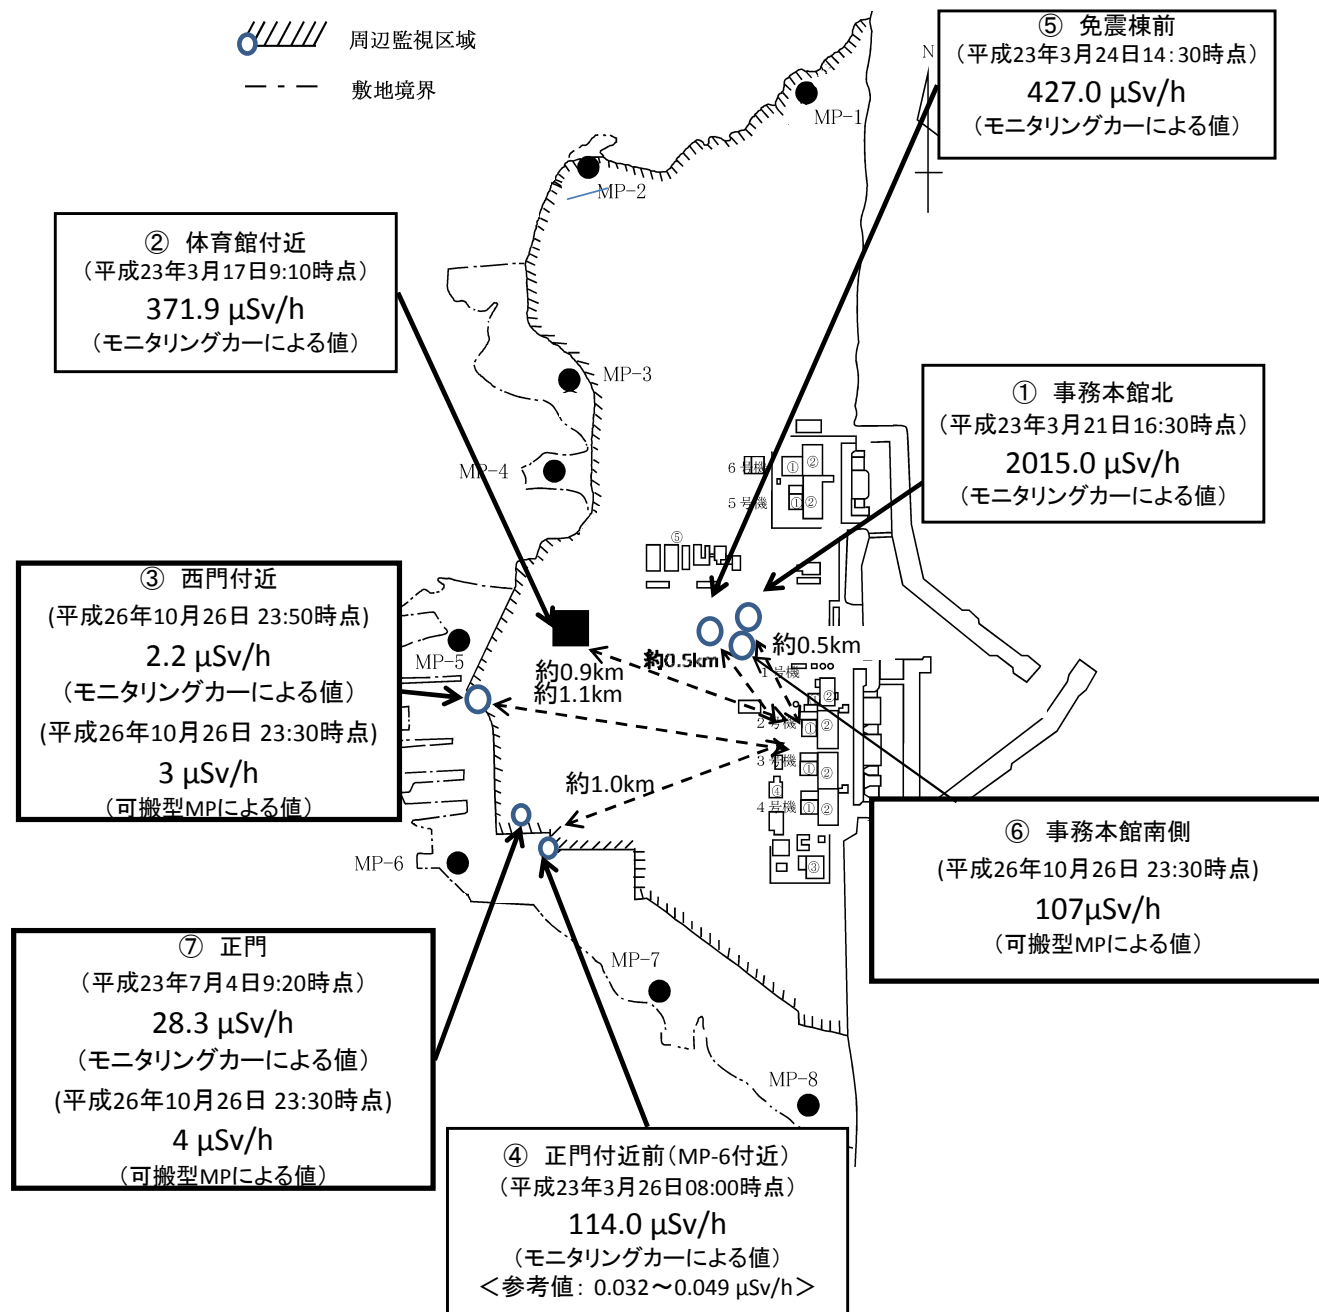 周辺監視区域
敷地境界
⑤ 免震棟前
(平成23年3月24日14:30時点)
427.0 μSv/h
(モニタリングカーによる値)
N
MP-1
MP-2
② 体育館付近
(平成23年3月17日9:10時点)
371.9 μSv/h
(モニタリングカーによる値)
MP-3
① 事務本館北
(平成23年3月21日16:30時点)
2015.0 μSv/h
(モニタリングカーによる値)
MP-4
6号機
① ②
5号機
① ②
⑤
③ 西門付近
(平成26年10月26日 23:50時点)
2.2 μSv/h
(モニタリングカーによる値)
(平成26年10月26日 23:30時点)
3 μSv/h
(可搬型MPによる値)
MP-5
約0.5km
約0.5km
約0.9km
約1.1km
1号機
②
2号機
① ②
3号機
① ②
約1.0km
④
4号機
① ②
③
MP-6
⑥ 事務本館南側
(平成26年10月26日 23:30時点)
107μSv/h
(可搬型MPによる値)
⑦ 正門
(平成23年7月4日9:20時点)
28.3 μSv/h
(モニタリングカーによる値)
(平成26年10月26日 23:30時点)
4 μSv/h
(可搬型MPによる値)
MP-7
MP-8
④ 正門付近前(MP-6付近)
(平成23年3月26日08:00時点)
114.0 μSv/h
(モニタリングカーによる値)
<参考値: 0.032~0.049 μSv/h>